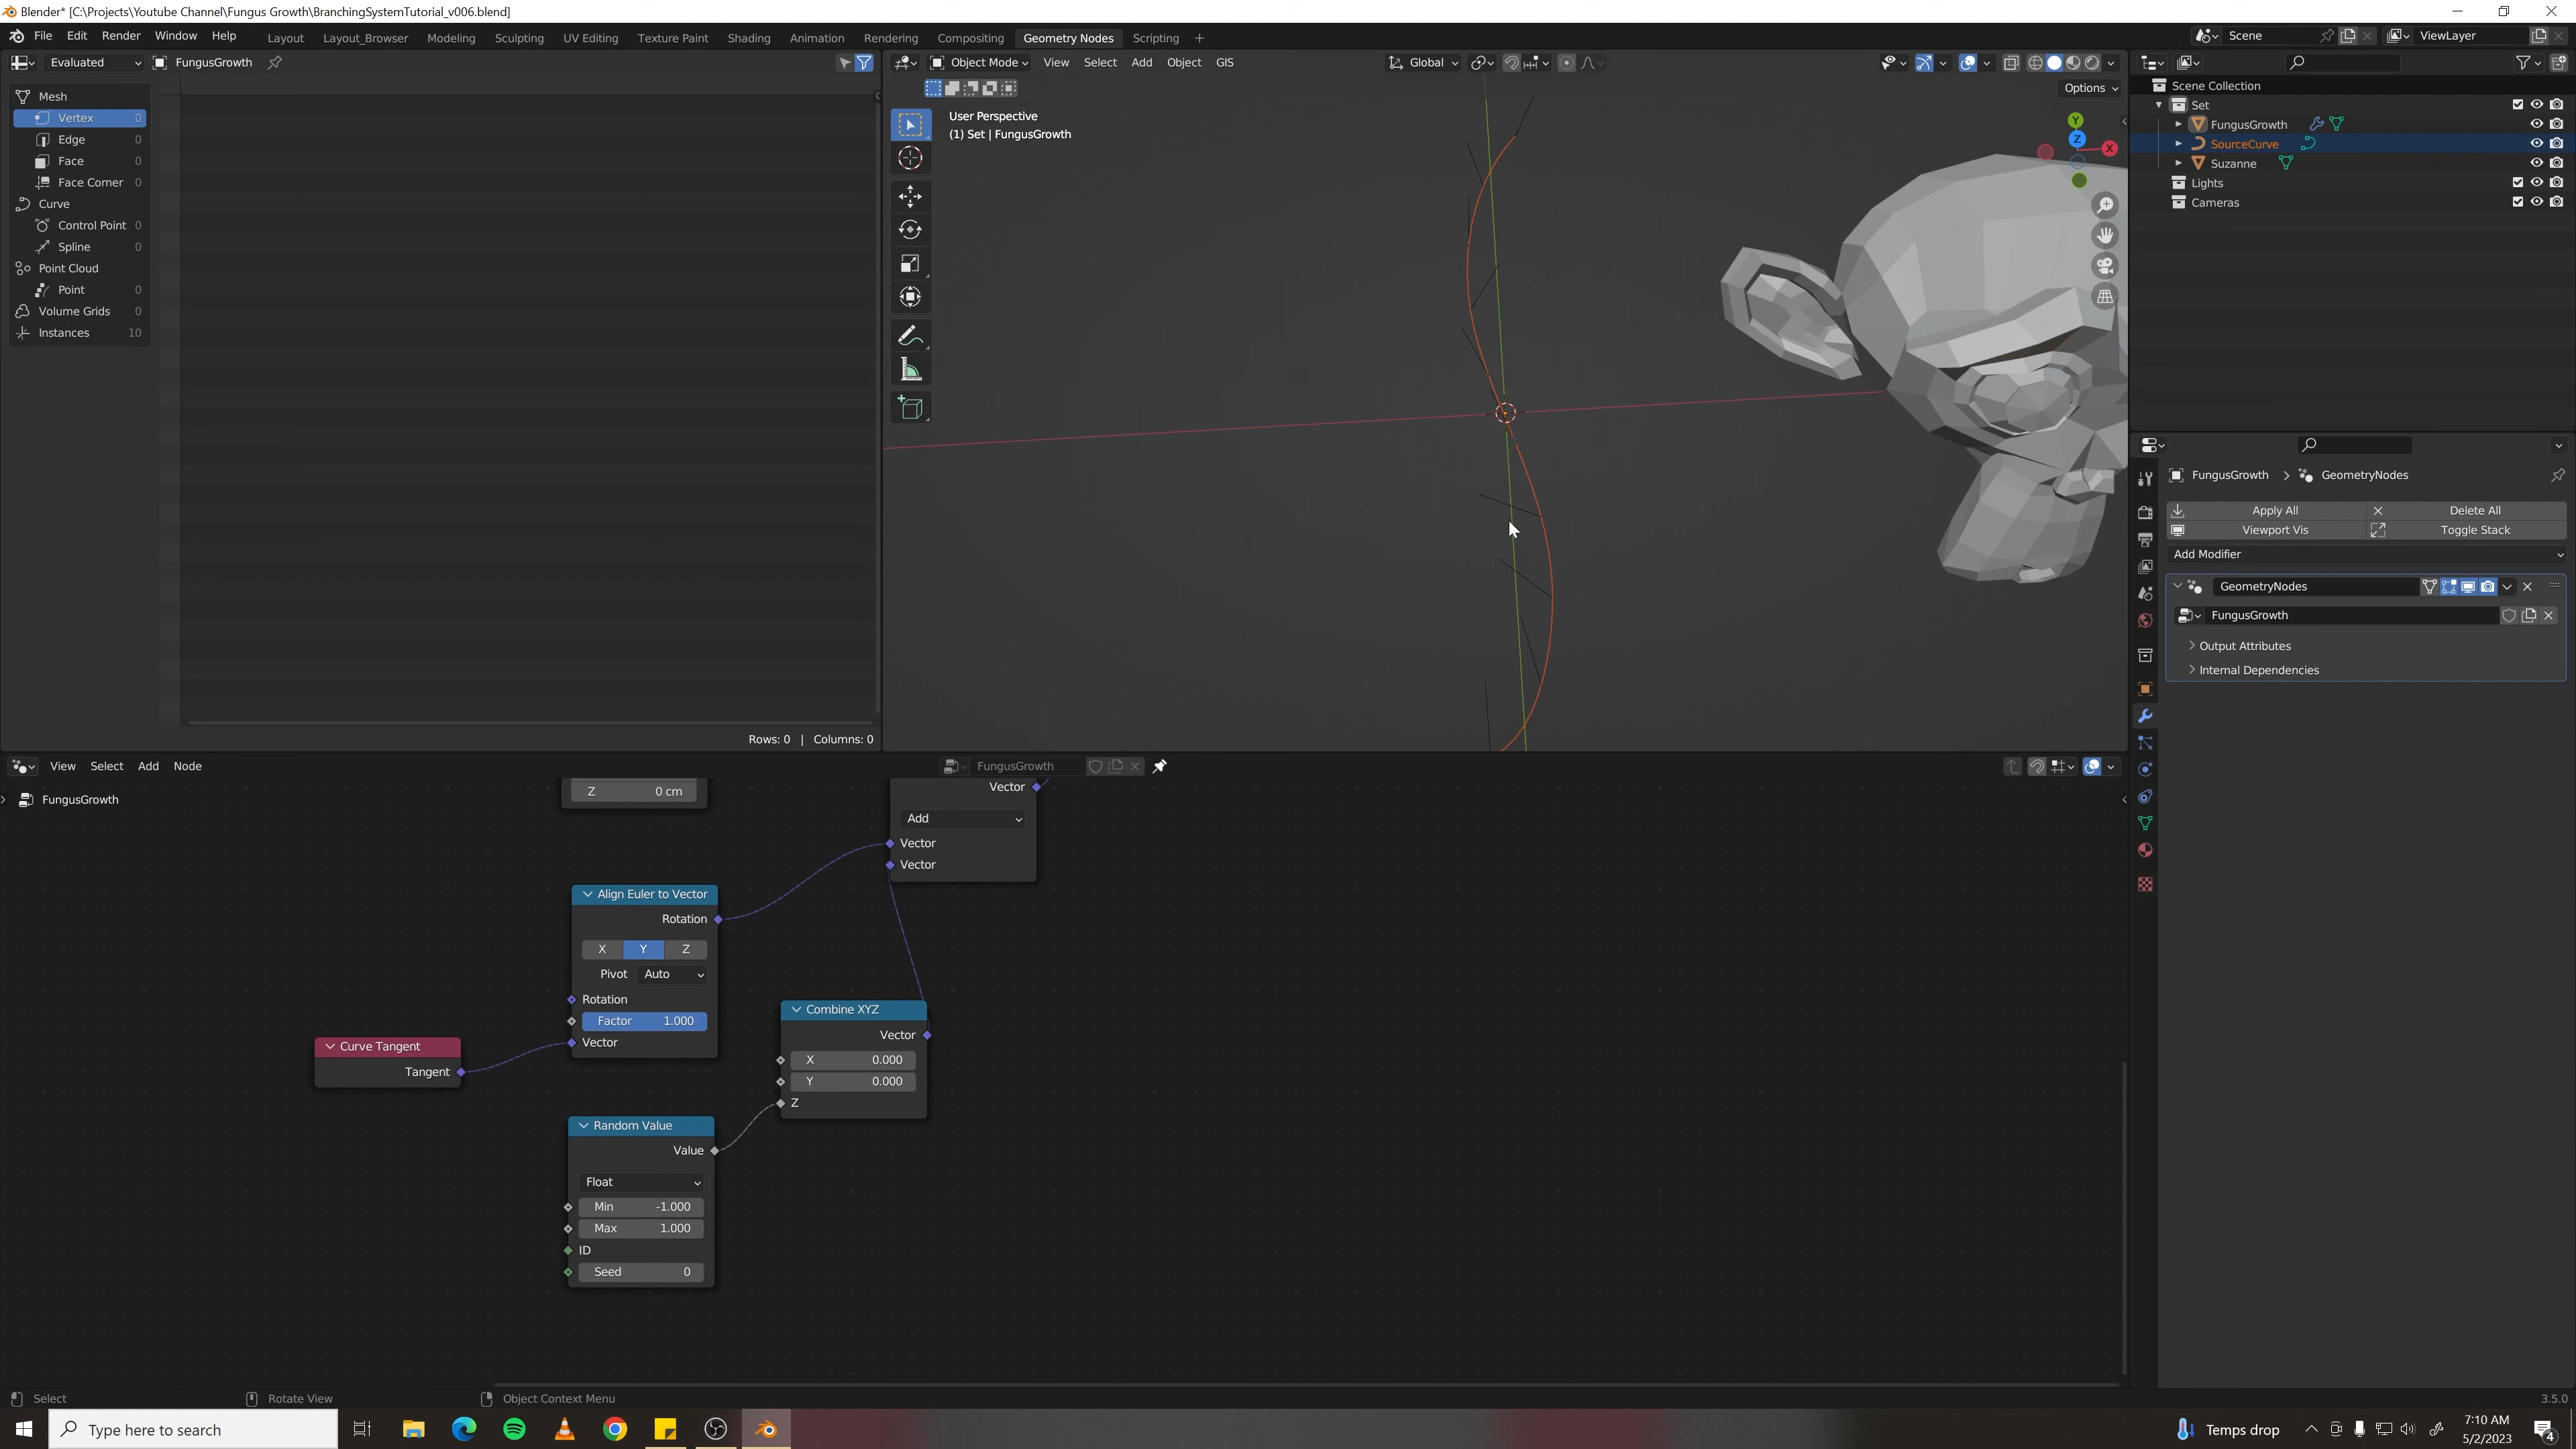 Blender* [C:\Projects\Youtube Channel\Fungus Growth\BranchingSystemTutorial_v006.blend]
File Edit Render Window Help Layout Layout_Browser Modeling Sculpting UV Editing Texture Paint Shading Animation Rendering Compositing Geometry Nodes Scripting + Scene ViewLayer
Evaluated FungusGrowth
Object Mode View Select Add Object GIS Global
Options
Mesh
Vertex 0
Edge 0
Face 0
Face Corner 0
Curve
Control Point 0
Spline 0
Point Cloud
Point 0
Volume Grids 0
Instances 10
Rows: 0 | Columns: 0
User Perspective
(1) Set | FungusGrowth
Y
Z
X
Scene Collection
Set
FungusGrowth
SourceCurve
Suzanne
Lights
Cameras
FungusGrowth > GeometryNodes
Apply All Delete All
Viewport Vis Toggle Stack
Add Modifier
GeometryNodes
FungusGrowth
Output Attributes
Internal Dependencies
View Select Add Node FungusGrowth
FungusGrowth
Z 0 cm
Vector
Add
Vector
Vector
Align Euler to Vector
Rotation
X Y Z
Pivot Auto
Rotation
Factor 1.000
Vector
Curve Tangent
Tangent
Combine XYZ
Vector
X 0.000
Y 0.000
Z
Random Value
Value
Float
Min -1.000
Max 1.000
ID
Seed 0
Select Rotate View Object Context Menu 3.5.0
Type here to search
Temps drop
7:10 AM
5/2/2023
4